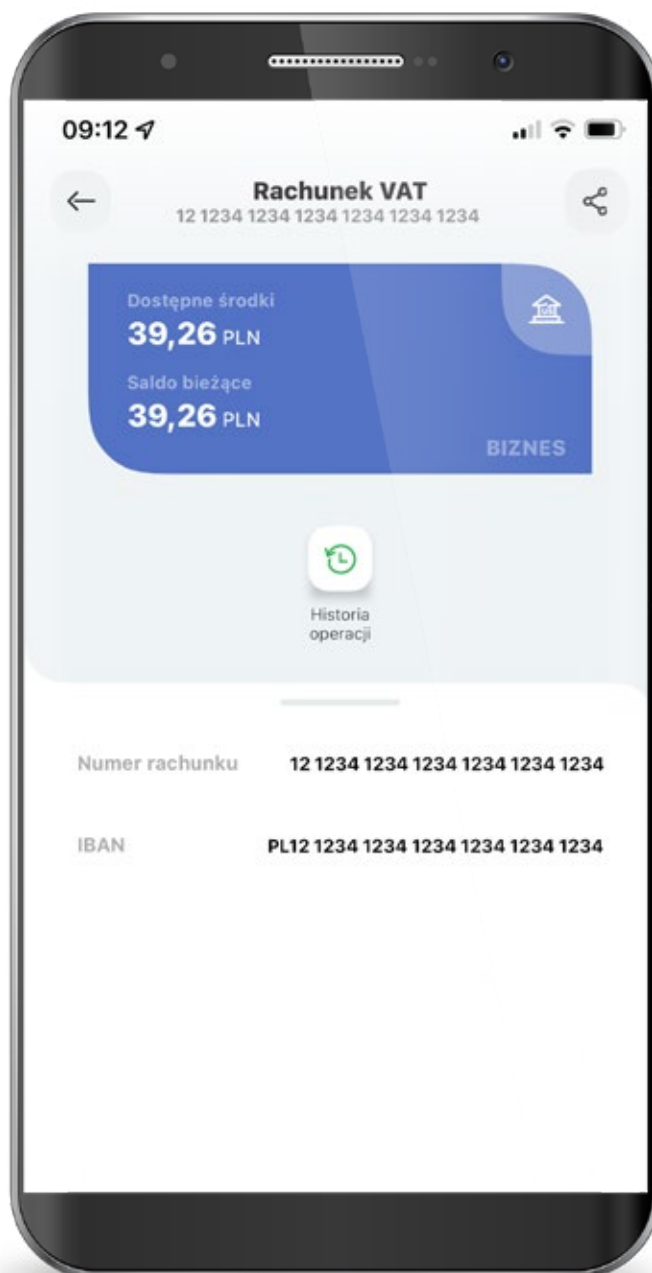 09:12
Rachunek VAT
12 1234 1234 1234 1234 1234 1234
Dostępne środki
39,26 PLN
Saldo bieżące
39,26 PLN
BIZNES
Historia
operacji
Numer rachunku 12 1234 1234 1234 1234 1234 1234
IBAN PL12 1234 1234 1234 1234 1234 1234